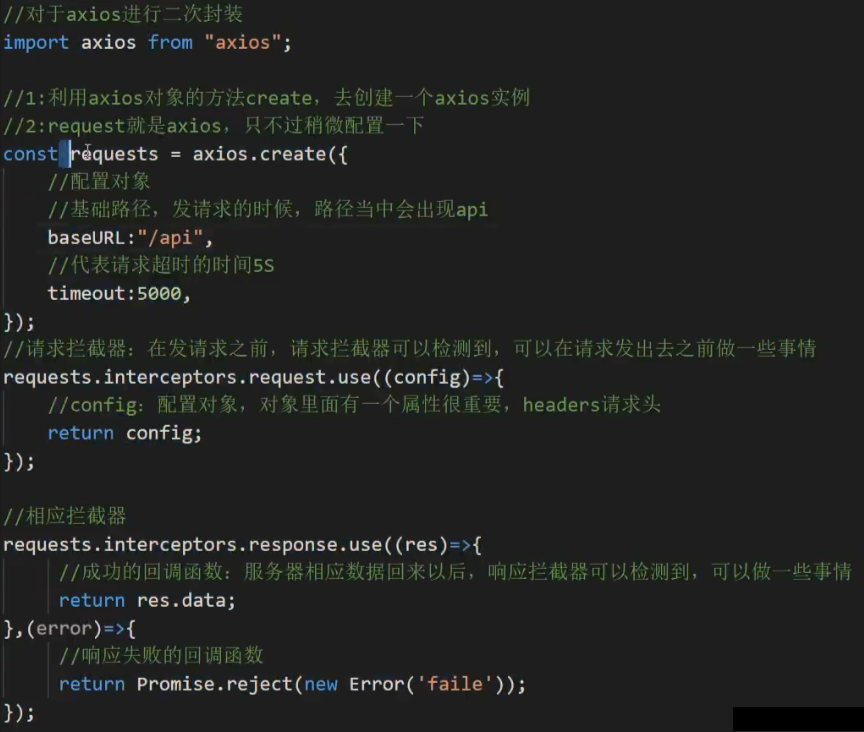 //对于axios进行二次封装
import axios from "axios";
//1:利用axios对象的方法create，去创建一个axios实例
//2:request就是axios，只不过稍微配置一下
const requests = axios.create({
//配置对象
//基础路径，发请求的时候，路径当中会出现api
baseURL:"/api",
//代表请求超时的时间5S
timeout:5000,
});
//请求拦截器：在发请求之前，请求拦截器可以检测到，可以在请求发出去之前做一些事情
requests.interceptors.request.use((config)=>{
//config：配置对象，对象里面有一个属性很重要，headers请求头
return config;
});
//相应拦截器
requests.interceptors.response.use((res)=>{
//成功的回调函数：服务器相应数据回来以后，响应拦截器可以检测到，可以做一些事情
return res.data;
},(error)=>{
//响应失败的回调函数
return Promise.reject(new Error('faile'));
});